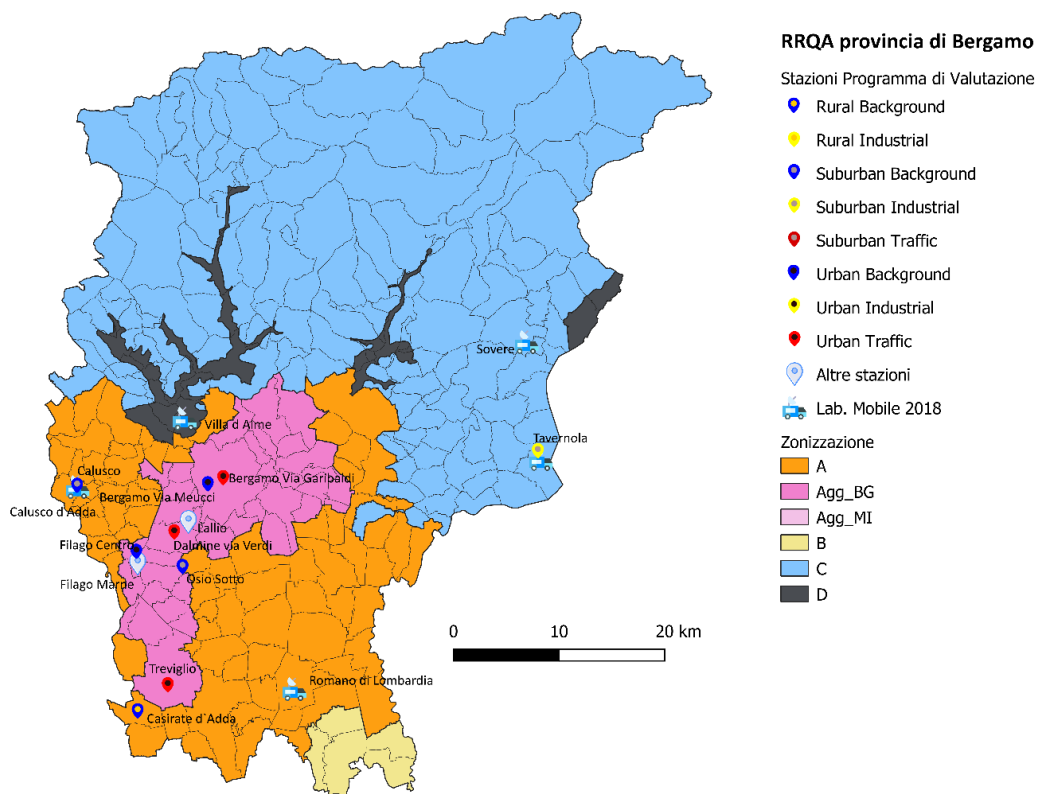 RRQA provincia di Bergamo
Stazioni Programma di Valutazione
Rural Background
Rural Industrial
Suburban Background
Suburban Industrial
Suburban Traffic
Urban Background
Urban Industrial
Urban Traffic
Altre stazioni
Lab. Mobile 2018
Zonizzazione
A
Agg_BG
Agg_MI
B
C
D
Sovere
Villa d Alme
Tavernola
Calusco
Bergamo Via Garibaldi
Bergamo Via Meucci
Calusco d'Adda
Lallio
Filago Centro
Dalmine via Verdi
Filago Marne
Osio Sotto
0 10 20 km
Treviglio
Romano di Lombardia
Casirate d`Adda